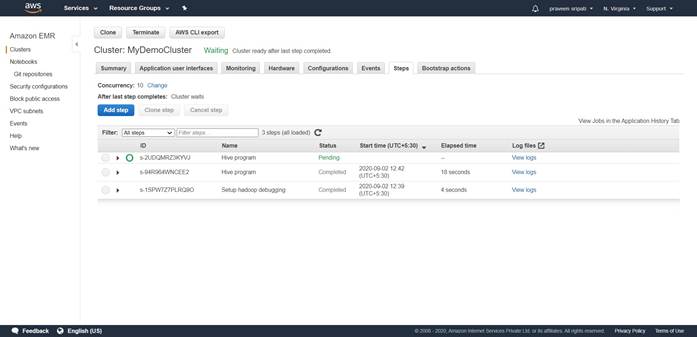 aws Services Resource Groups praveen sripati N. Virginia Support
Amazon EMR
Clusters
Notebooks
Git repositories
Security configurations
Block public access
VPC subnets
Events
Help
What's new
Clone Terminate AWS CLI export
Cluster: MyDemoCluster Waiting Cluster ready after last step completed
Summary Application user interfaces Monitoring Hardware Configurations Events Steps Bootstrap actions
Concurrency: 10 Change
After last step completes: Cluster waits
Add step Clone step Cancel step
View Jobs in the Application History Tab
Filter: All steps Filter steps ... 3 steps (all loaded)
ID Name Status Start time (UTC+5:30) Elapsed time Log files
s-2UDQMRZ3KYVJ Hive program Pending -- View logs
s-94R964WNCEE2 Hive program Completed 2020-09-02 12:42 (UTC+5:30) 18 seconds View logs
s-1SPW7Z7PLRQ9O Setup hadoop debugging Completed 2020-09-02 12:39 (UTC+5:30) 4 seconds View logs
Feedback English (US) © 2008 - 2020, Amazon Internet Services Private Ltd. or its affiliates. All rights reserved. Privacy Policy Terms of Use